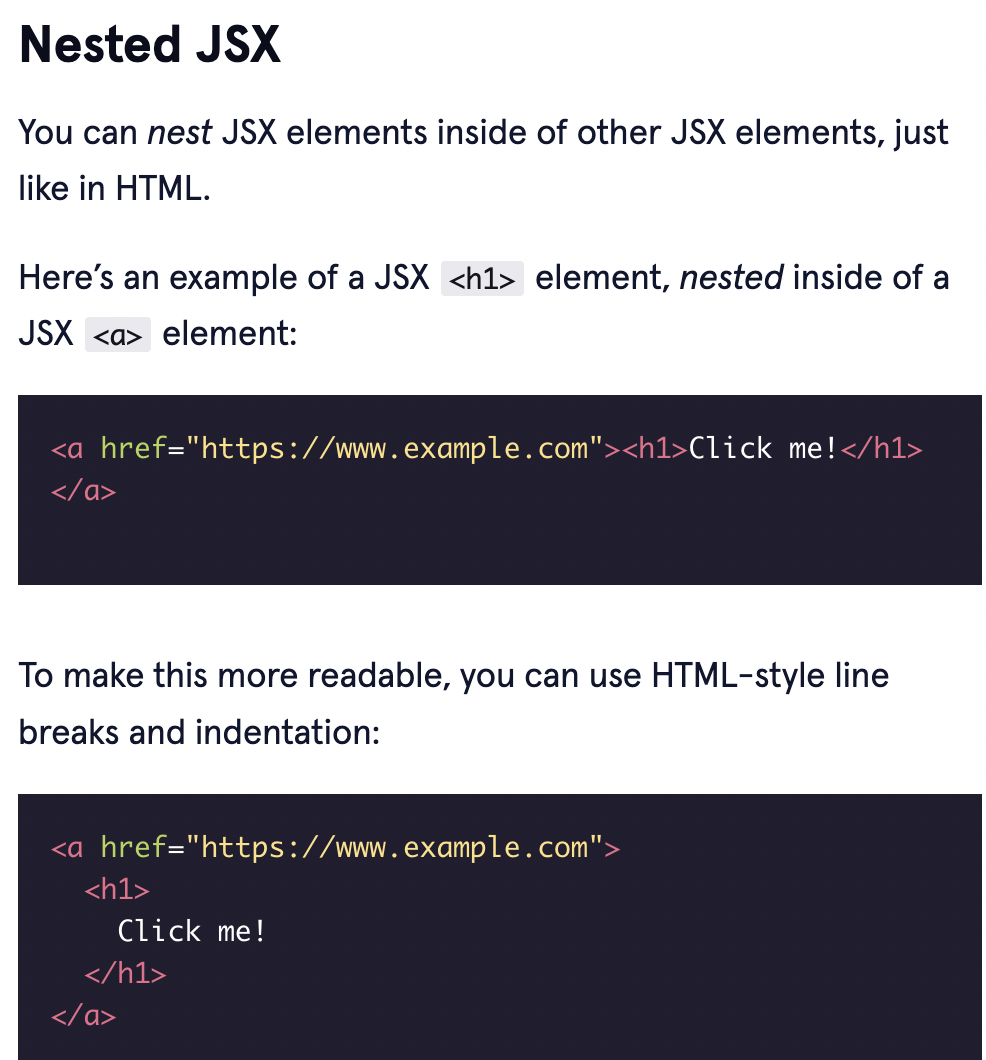 Nested JSX
You can nest JSX elements inside of other JSX elements, just
like in HTML.
Here’s an example of a JSX <h1> element, nested inside of a
JSX <a> element:
<a href="https://www.example.com"><h1>Click me!</h1>
</a>
To make this more readable, you can use HTML-style line
breaks and indentation:
<a href="https://www.example.com">
  <h1>
    Click me!
  </h1>
</a>